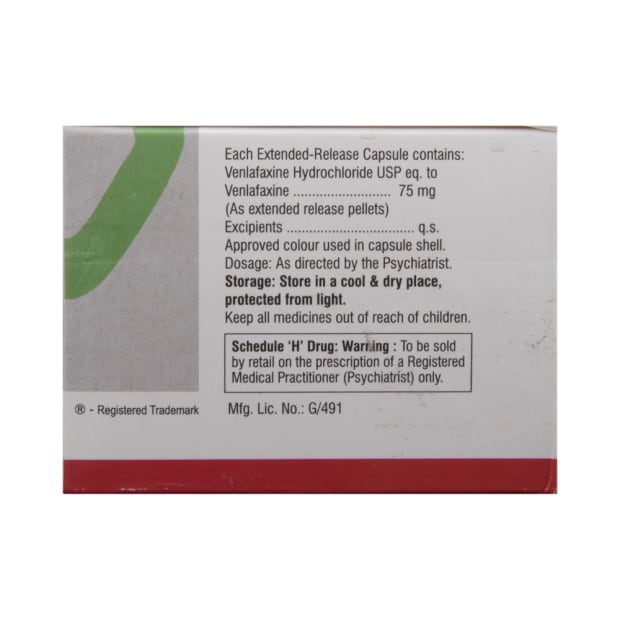 Each Extended-Release Capsule contains:
Venlafaxine Hydrochloride USP eq. to
Venlafaxine .......................... 75 mg
(As extended release pellets)
Excipients .................................. q.s.
Approved colour used in capsule shell.
Dosage: As directed by the Psychiatrist.
Storage: Store in a cool & dry place,
protected from light.
Keep all medicines out of reach of children.
Schedule 'H' Drug: Warning : To be sold
by retail on the prescription of a Registered
Medical Practitioner (Psychiatrist) only.
® - Registered Trademark
Mfg. Lic. No.: G/491